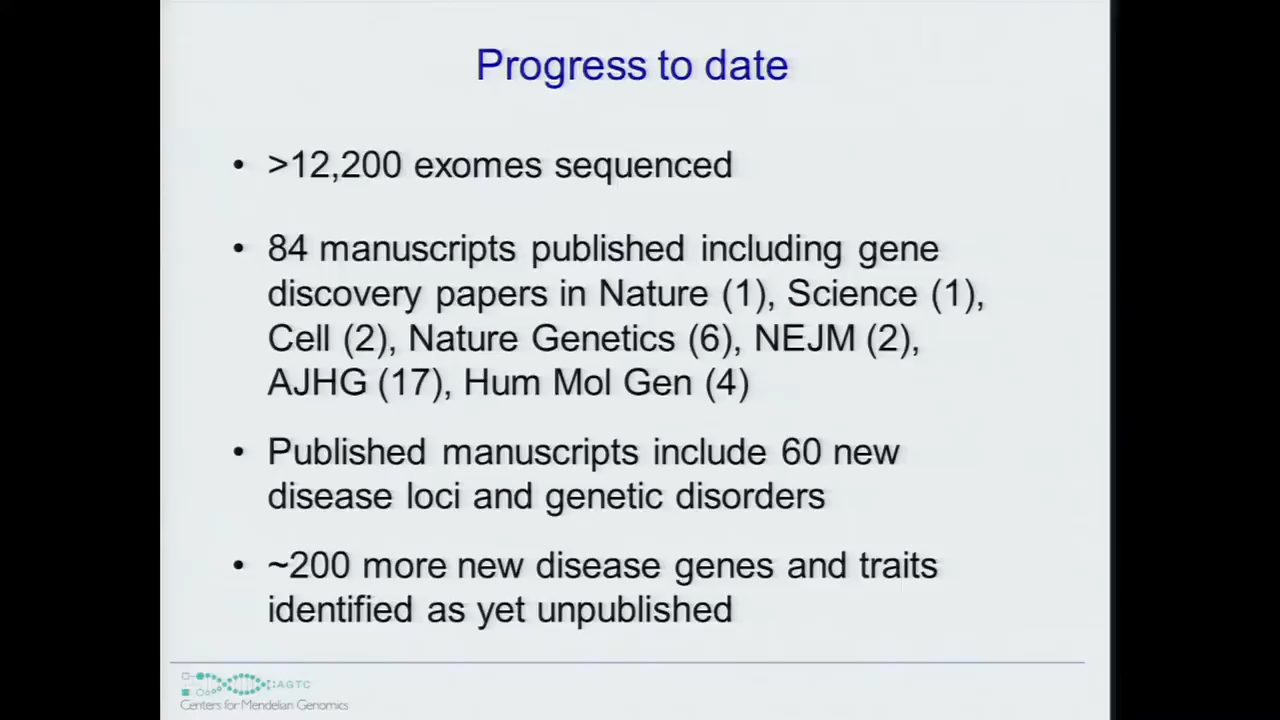 Progress to date
• >12,200 exomes sequenced
• 84 manuscripts published including gene
discovery papers in Nature (1), Science (1),
Cell (2), Nature Genetics (6), NEJM (2),
AJHG (17), Hum Mol Gen (4)
• Published manuscripts include 60 new
disease loci and genetic disorders
• ~200 more new disease genes and traits
identified as yet unpublished
:AGTC
Centers for Mendelian Genomics